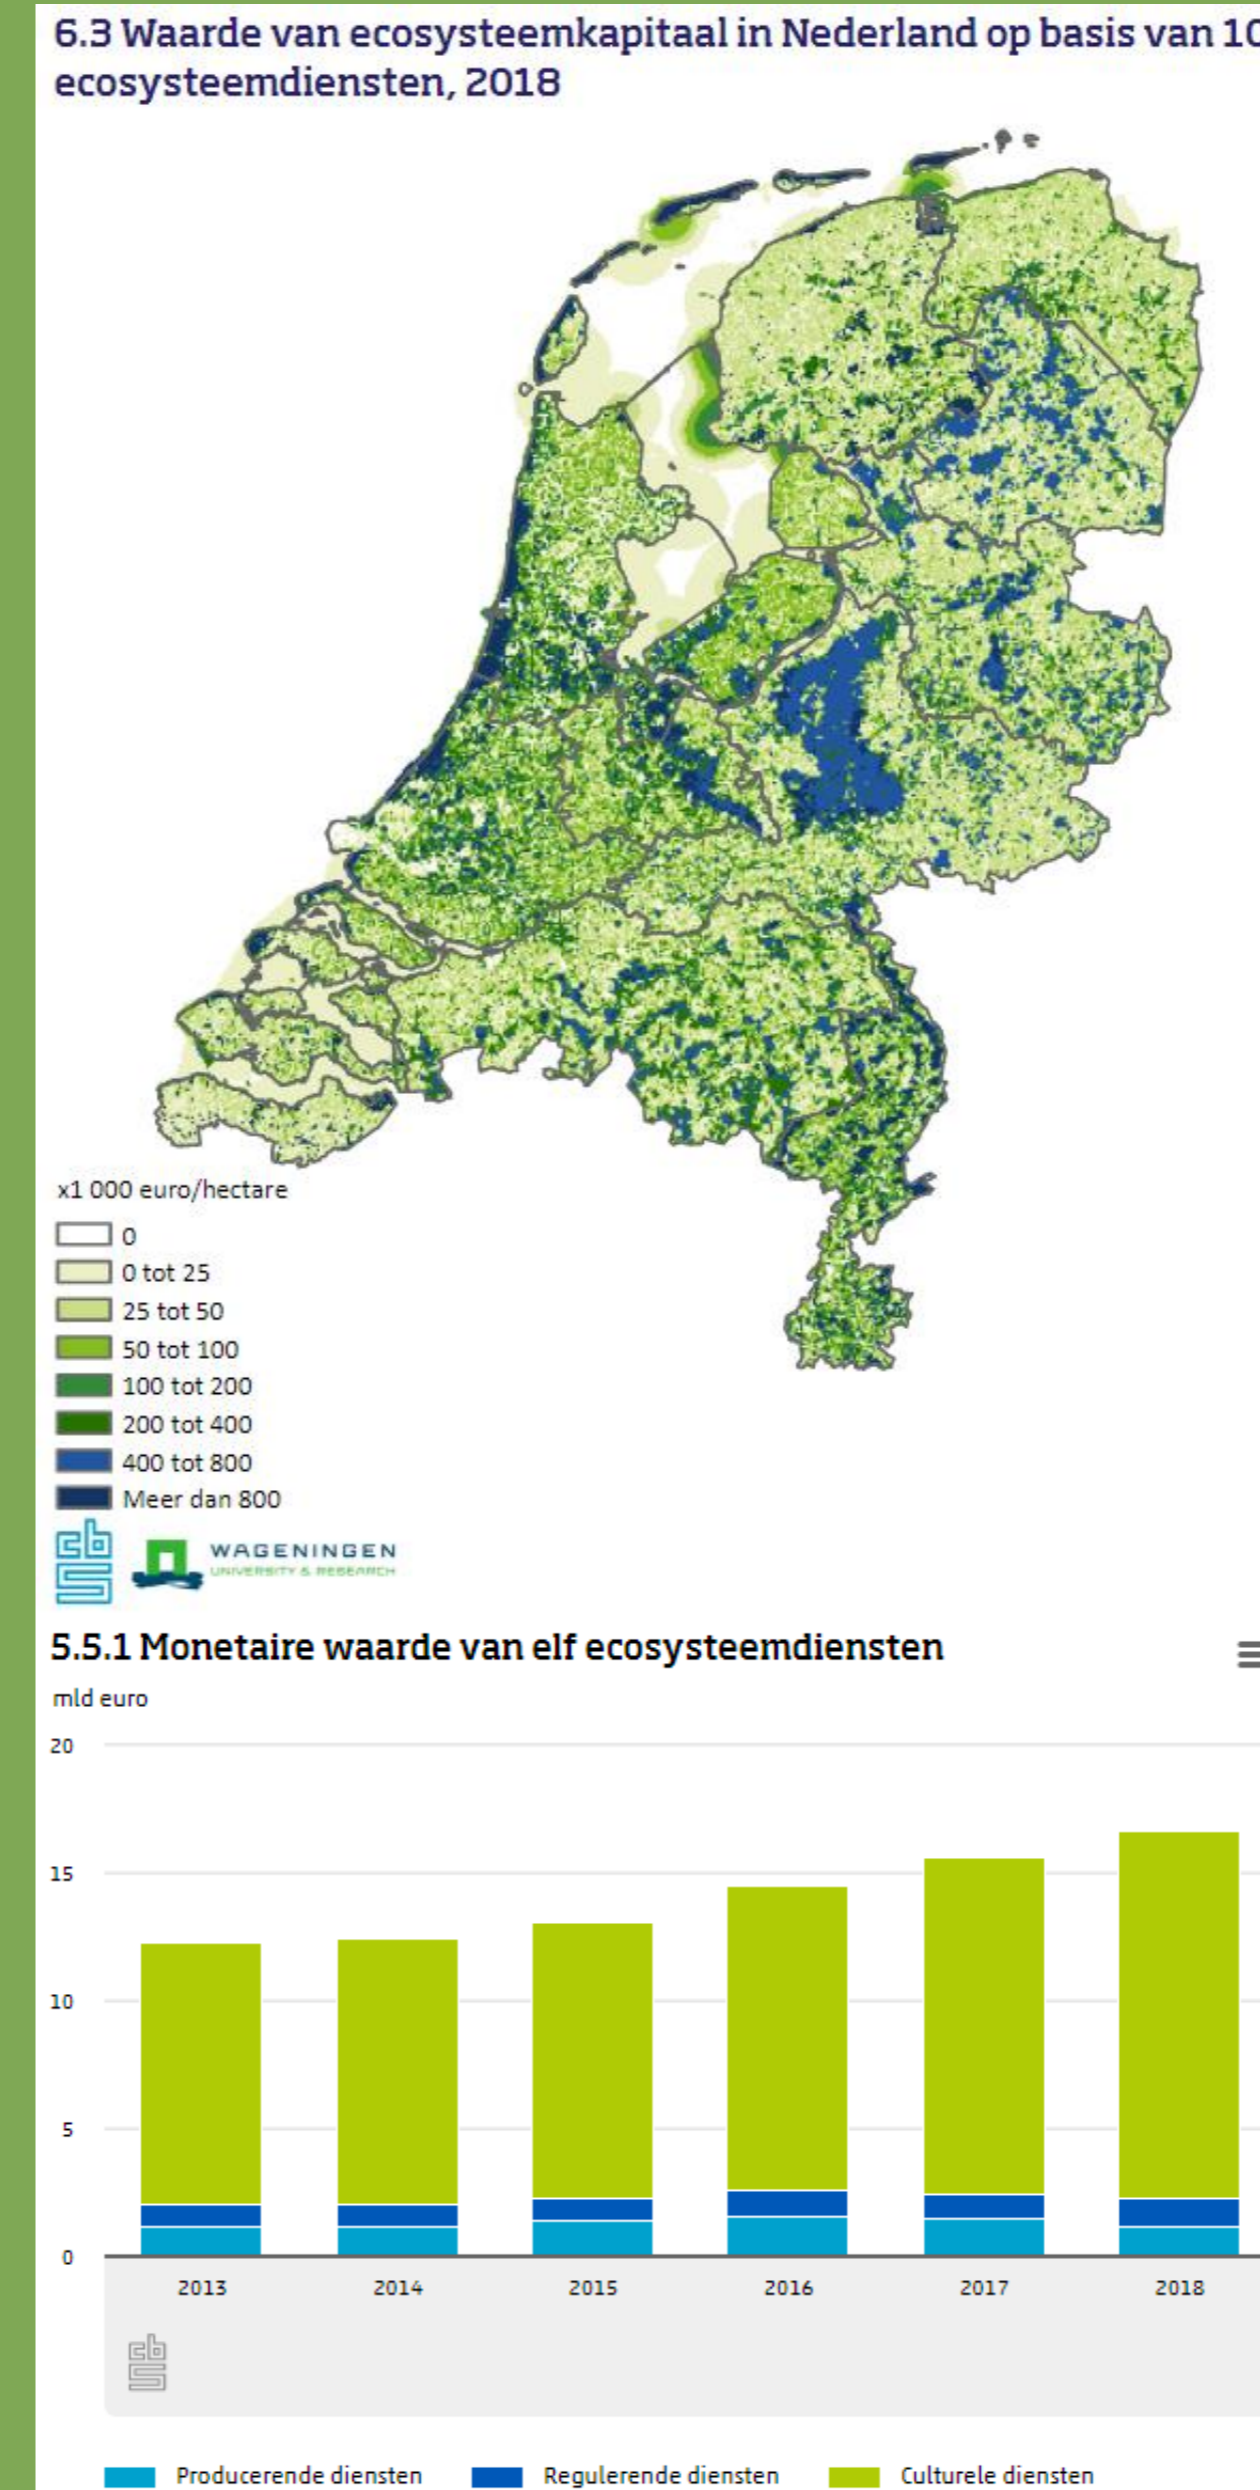 6.3 Waarde van ecosysteemkapitaal in Nederland op basis van 10
ecosysteemdiensten, 2018
x1 000 euro/hectare
0
0 tot 25
25 tot 50
50 tot 100
100 tot 200
200 tot 400
400 tot 800
Meer dan 800
cbs
WAGENINGEN
UNIVERSITY & RESEARCH
5.5.1 Monetaire waarde van elf ecosysteemdiensten
mld euro
20
15
10
5
0
2013 2014 2015 2016 2017 2018
cbs
Producerende diensten Regulerende diensten Culturele diensten